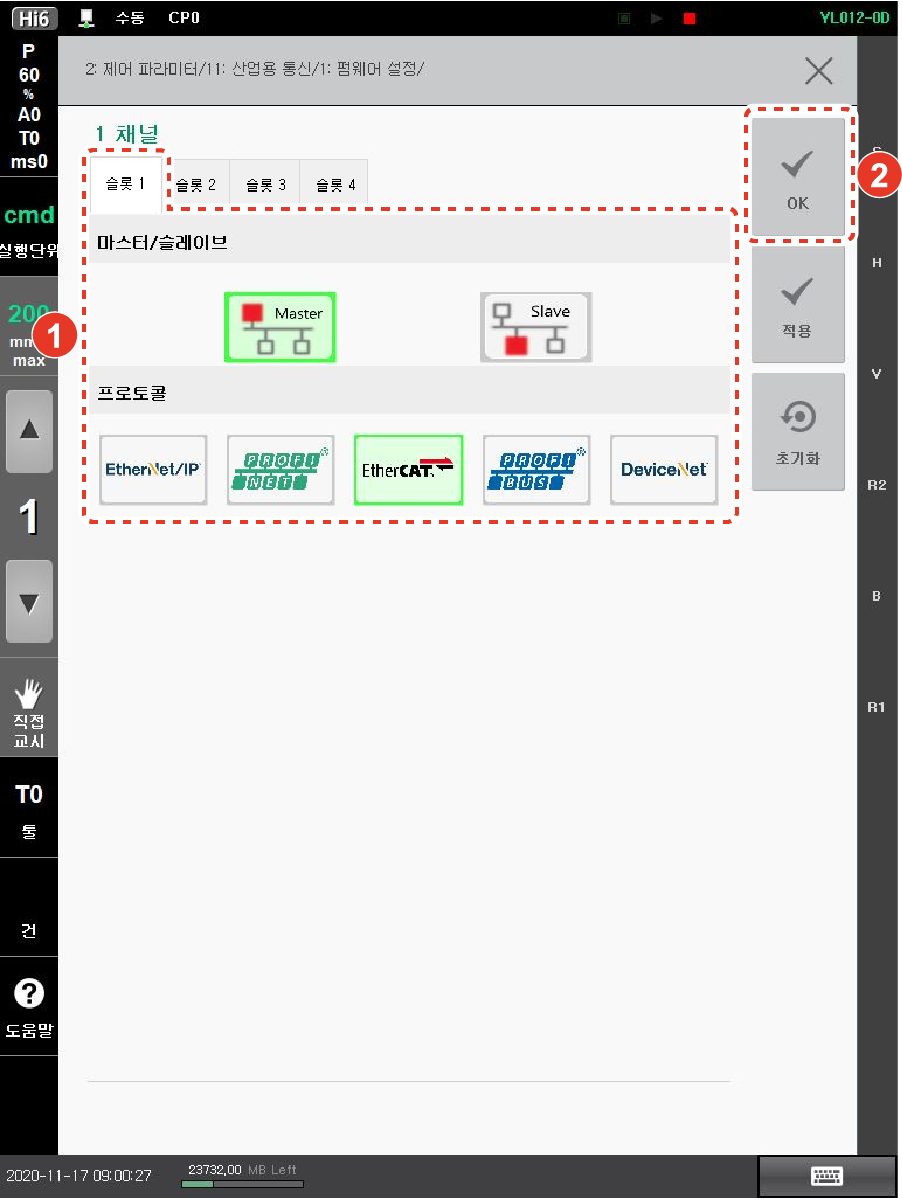 Hi6 수동 CP0 YL012-0D
P
60
%
A0
T0
ms0
cmd
실행단위
200
max
1
직접
교시
T0
툴
건
도움말
2: 제어 파라미터/11: 산업용 통신/1: 펌웨어 설정/
1 채널
슬롯 1 슬롯 2 슬롯 3 슬롯 4
마스터/슬레이브
Master Slave
프로토콜
EtherNet/IP PROFINET EtherCAT PROFIBUS DeviceNet
1
OK
2
적용
초기화
H
V
R2
B
R1
2020-11-17 09:00:27 23732,00 MB Left